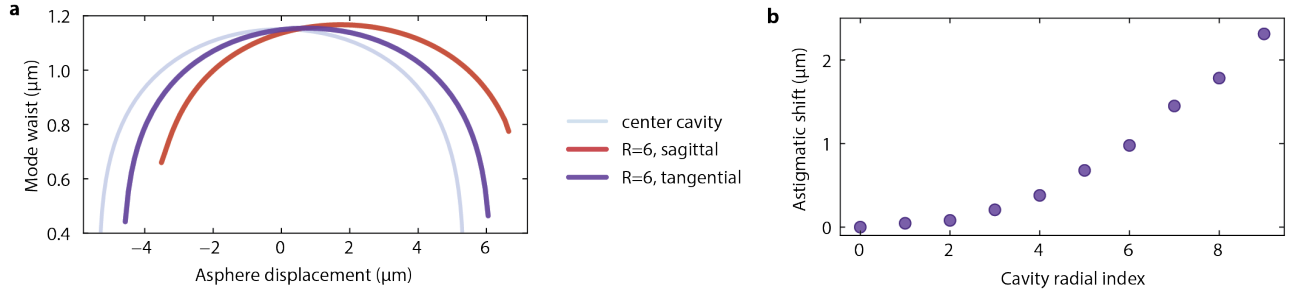 a
1.2
1.0
0.8
0.6
0.4
Mode waist (μm)
−4
−2
0
2
4
6
Asphere displacement (μm)
center cavity
R=6, sagittal
R=6, tangential
b
2
1
0
Astigmatic shift (μm)
0
2
4
6
8
Cavity radial index